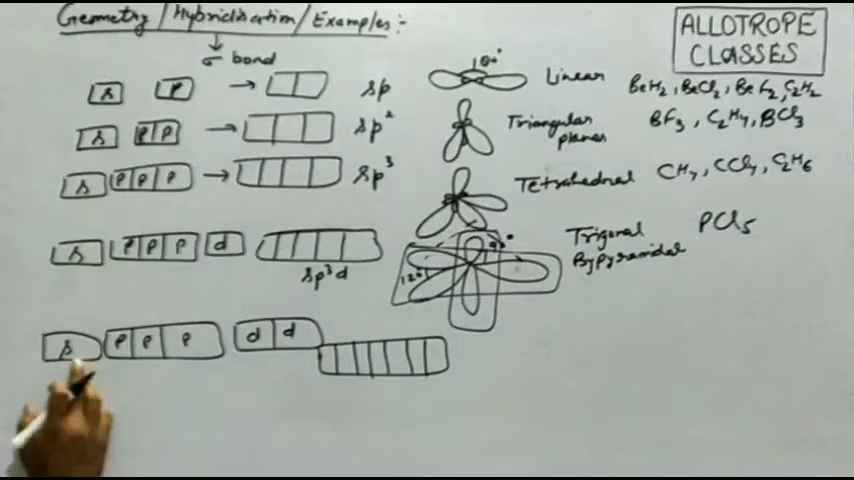 Geometry / Hybridisation / Examples :-
ALLOTROPE
CLASSES
σ bond
s p → sp 180° Linear BeH2, BeCl2, BeF2, C2H2
s p p → sp2 Triangular planar BF3, C2H4, BCl3
s p p p → sp3 Tetrahedral CH4, CCl4, C2H6
s p p p d sp3d 90° 120° Trigonal Bypyramidal PCl5
s p p p d d